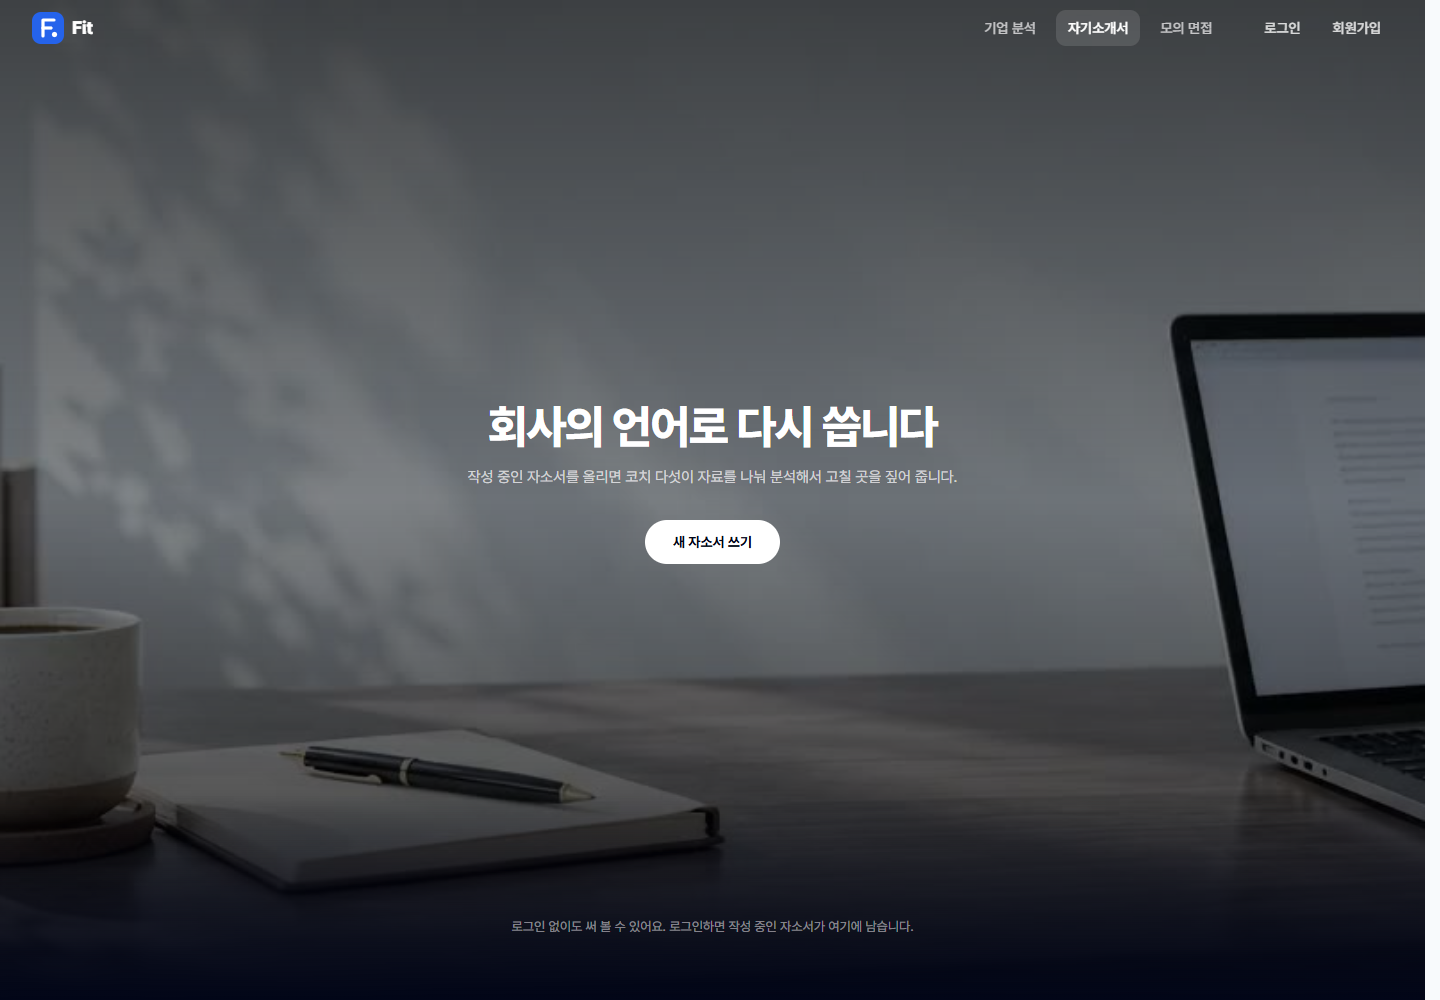 F. Fit
기업 분석 자기소개서 모의 면접 로그인 회원가입
회사의 언어로 다시 씁니다
작성 중인 자소서를 올리면 코치 다섯이 자료를 나눠 분석해서 고칠 곳을 짚어 줍니다.
새 자소서 쓰기
로그인 없이도 써 볼 수 있어요. 로그인하면 작성 중인 자소서가 여기에 남습니다.